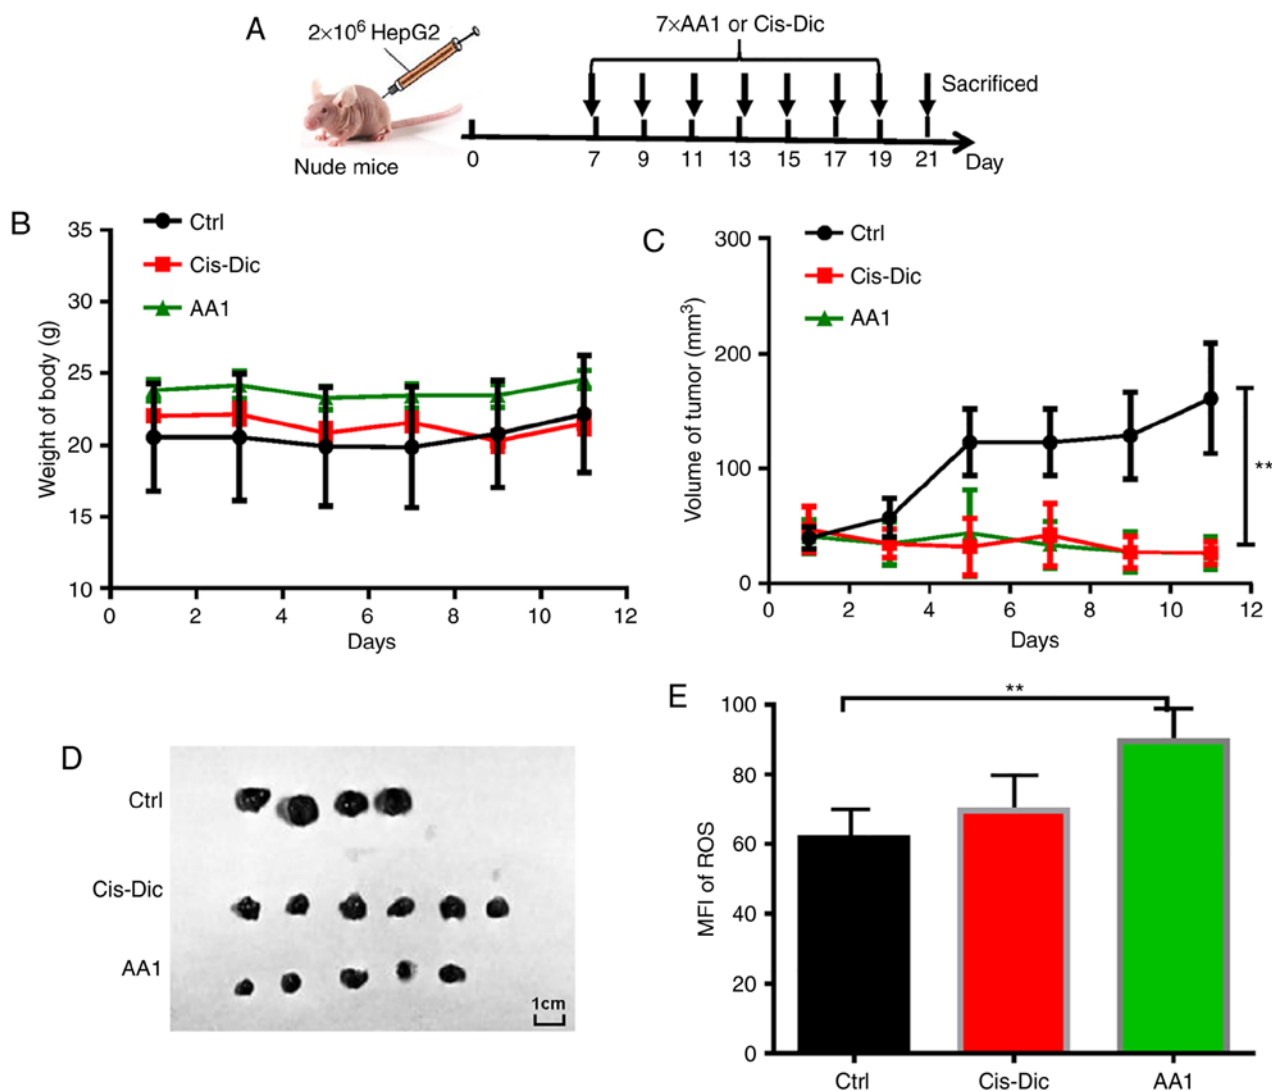 A
2×10⁶ HepG2
7×AA1 or Cis-Dic
Sacrificed
Nude mice
0 7 9 11 13 15 17 19 21 Day
B
Ctrl
Cis-Dic
AA1
Weight of body (g)
35
30
25
20
15
10
0 2 4 6 8 10 12
Days
C
Ctrl
Cis-Dic
AA1
Volume of tumor (mm³)
300
200
100
0
**
0 2 4 6 8 10 12
Days
D
Ctrl
Cis-Dic
AA1
1cm
E
**
MFI of ROS
100
80
60
40
20
0
Ctrl Cis-Dic AA1